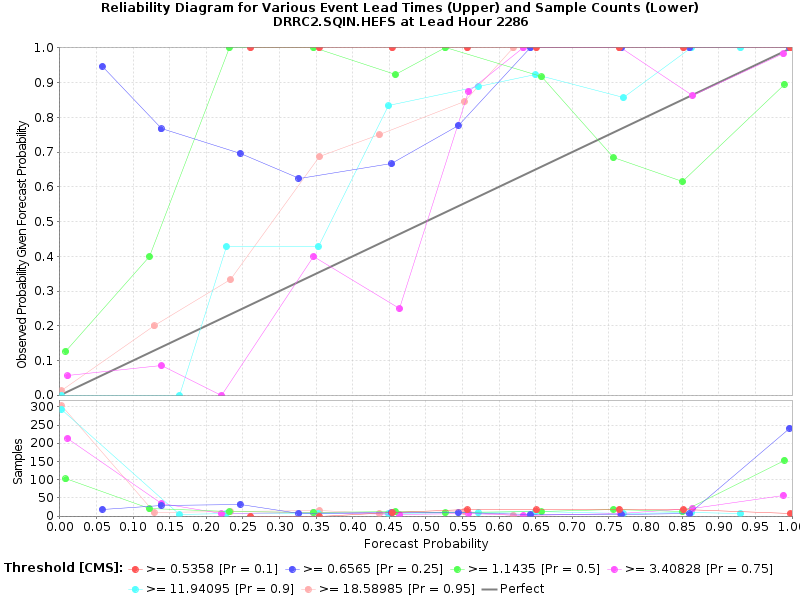 Reliability Diagram for Various Event Lead Times (Upper) and Sample Counts (Lower)
DRRC2.SQIN.HEFS at Lead Hour 2286
Observed Probability Given Forecast Probability
1.0
0.9
0.8
0.7
0.6
0.5
0.4
0.3
0.2
0.1
0.0
Samples
300
250
200
150
100
50
0
0.00 0.05 0.10 0.15 0.20 0.25 0.30 0.35 0.40 0.45 0.50 0.55 0.60 0.65 0.70 0.75 0.80 0.85 0.90 0.95 1.0
Forecast Probability
Threshold [CMS]: >= 0.5358 [Pr = 0.1] >= 0.6565 [Pr = 0.25] >= 1.1435 [Pr = 0.5] >= 3.40828 [Pr = 0.75]
>= 11.94095 [Pr = 0.9] >= 18.58985 [Pr = 0.95] Perfect